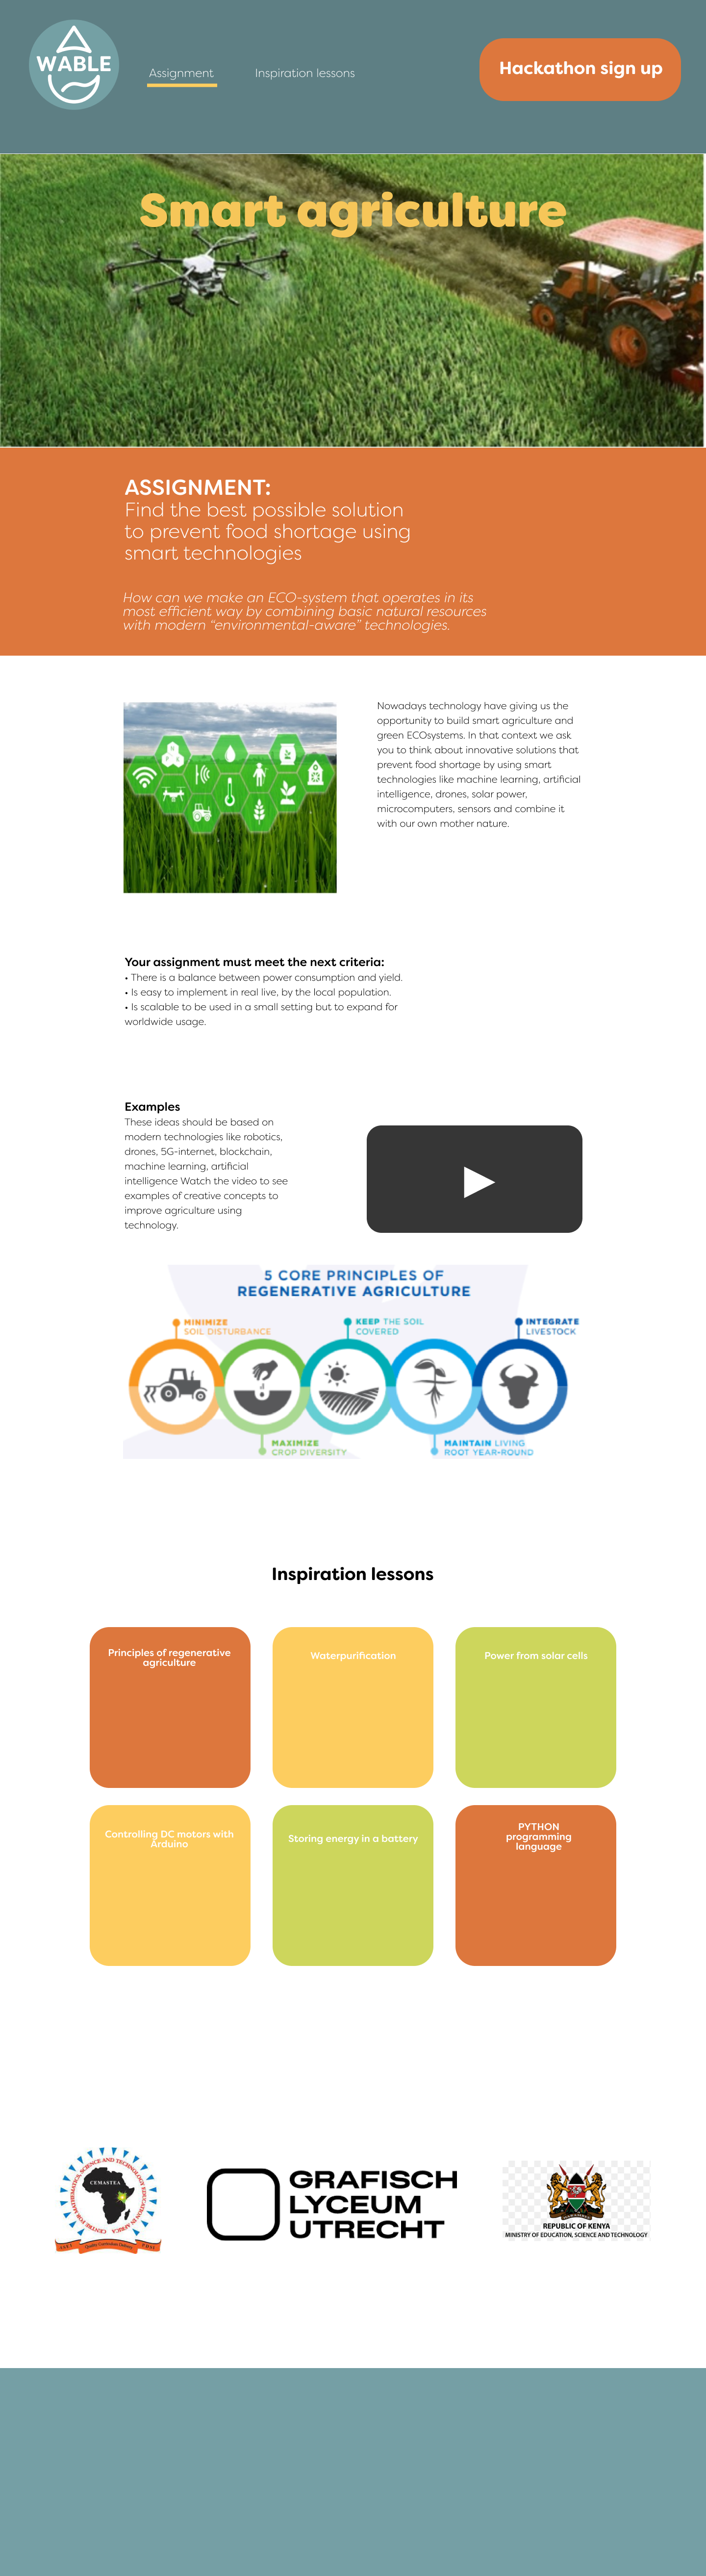 WABLE
Assignment
Inspiration lessons
Hackathon sign up
Smart agriculture
ASSIGNMENT:
Find the best possible solution
to prevent food shortage using
smart technologies
How can we make an ECO-system that operates in its
most efficient way by combining basic natural resources
with modern “environmental-aware” technologies.
Nowadays technology have giving us the
opportunity to build smart agriculture and
green ECOsystems. In that context we ask
you to think about innovative solutions that
prevent food shortage by using smart
technologies like machine learning, artificial
intelligence, drones, solar power,
microcomputers, sensors and combine it
with our own mother nature.
Your assignment must meet the next criteria:
• There is a balance between power consumption and yield.
• Is easy to implement in real live, by the local population.
• Is scalable to be used in a small setting but to expand for
worldwide usage.
Examples
These ideas should be based on
modern technologies like robotics,
drones, 5G-internet, blockchain,
machine learning, artificial
intelligence Watch the video to see
examples of creative concepts to
improve agriculture using
technology.
5 CORE PRINCIPLES OF
REGENERATIVE AGRICULTURE
MINIMIZE
SOIL DISTURBANCE
KEEP THE SOIL
COVERED
INTEGRATE
LIVESTOCK
MAXIMIZE
CROP DIVERSITY
MAINTAIN LIVING
ROOT YEAR-ROUND
Inspiration lessons
Principles of regenerative
agriculture
Waterpurification
Power from solar cells
Controlling DC motors with
Arduino
Storing energy in a battery
PYTHON
programming
language
CENTRE FOR MATHEMATICS, SCIENCE AND TECHNOLOGY EDUCATION IN AFRICA
CEMASTEA
GRAFISCH
LYCEUM
UTRECHT
REPUBLIC OF KENYA
MINISTRY OF EDUCATION, SCIENCE AND TECHNOLOGY